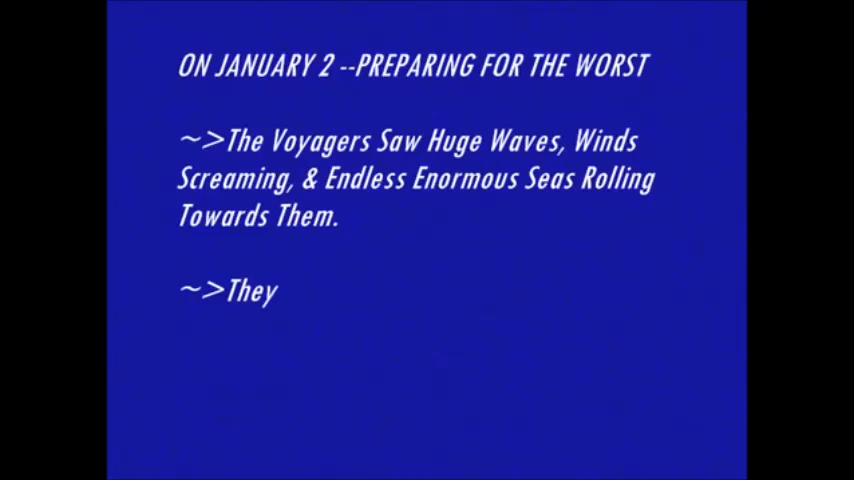 ON JANUARY 2 --PREPARING FOR THE WORST
~>The Voyagers Saw Huge Waves, Winds
Screaming, & Endless Enormous Seas Rolling
Towards Them.
~>They